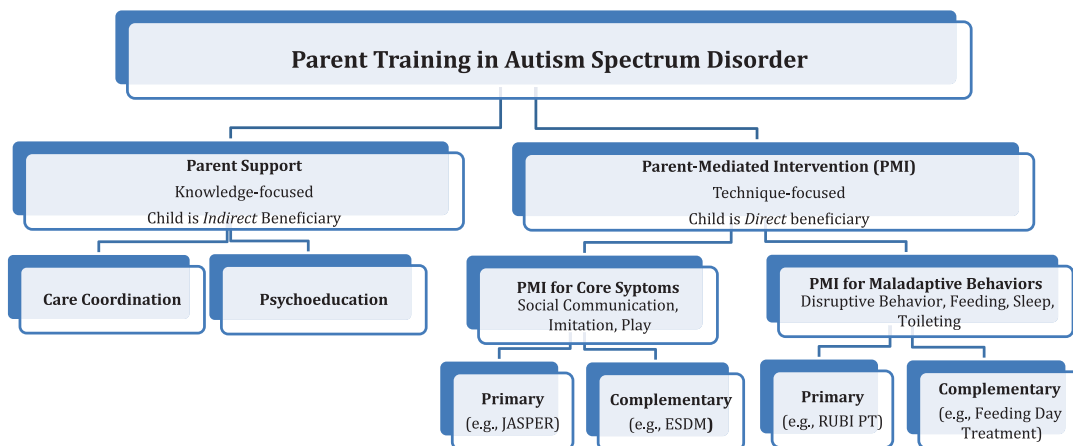 Parent Training in Autism Spectrum Disorder
Parent Support
Knowledge-focused
Child is Indirect Beneficiary
Parent-Mediated Intervention (PMI)
Technique-focused
Child is Direct beneficiary
Care Coordination
Psychoeducation
PMI for Core Syptoms
Social Communication,
Imitation, Play
PMI for Maladaptive Behaviors
Disruptive Behavior, Feeding, Sleep,
Toileting
Primary
(e.g., JASPER)
Complementary
(e.g., ESDM)
Primary
(e.g., RUBI PT)
Complementary
(e.g., Feeding Day
Treatment)